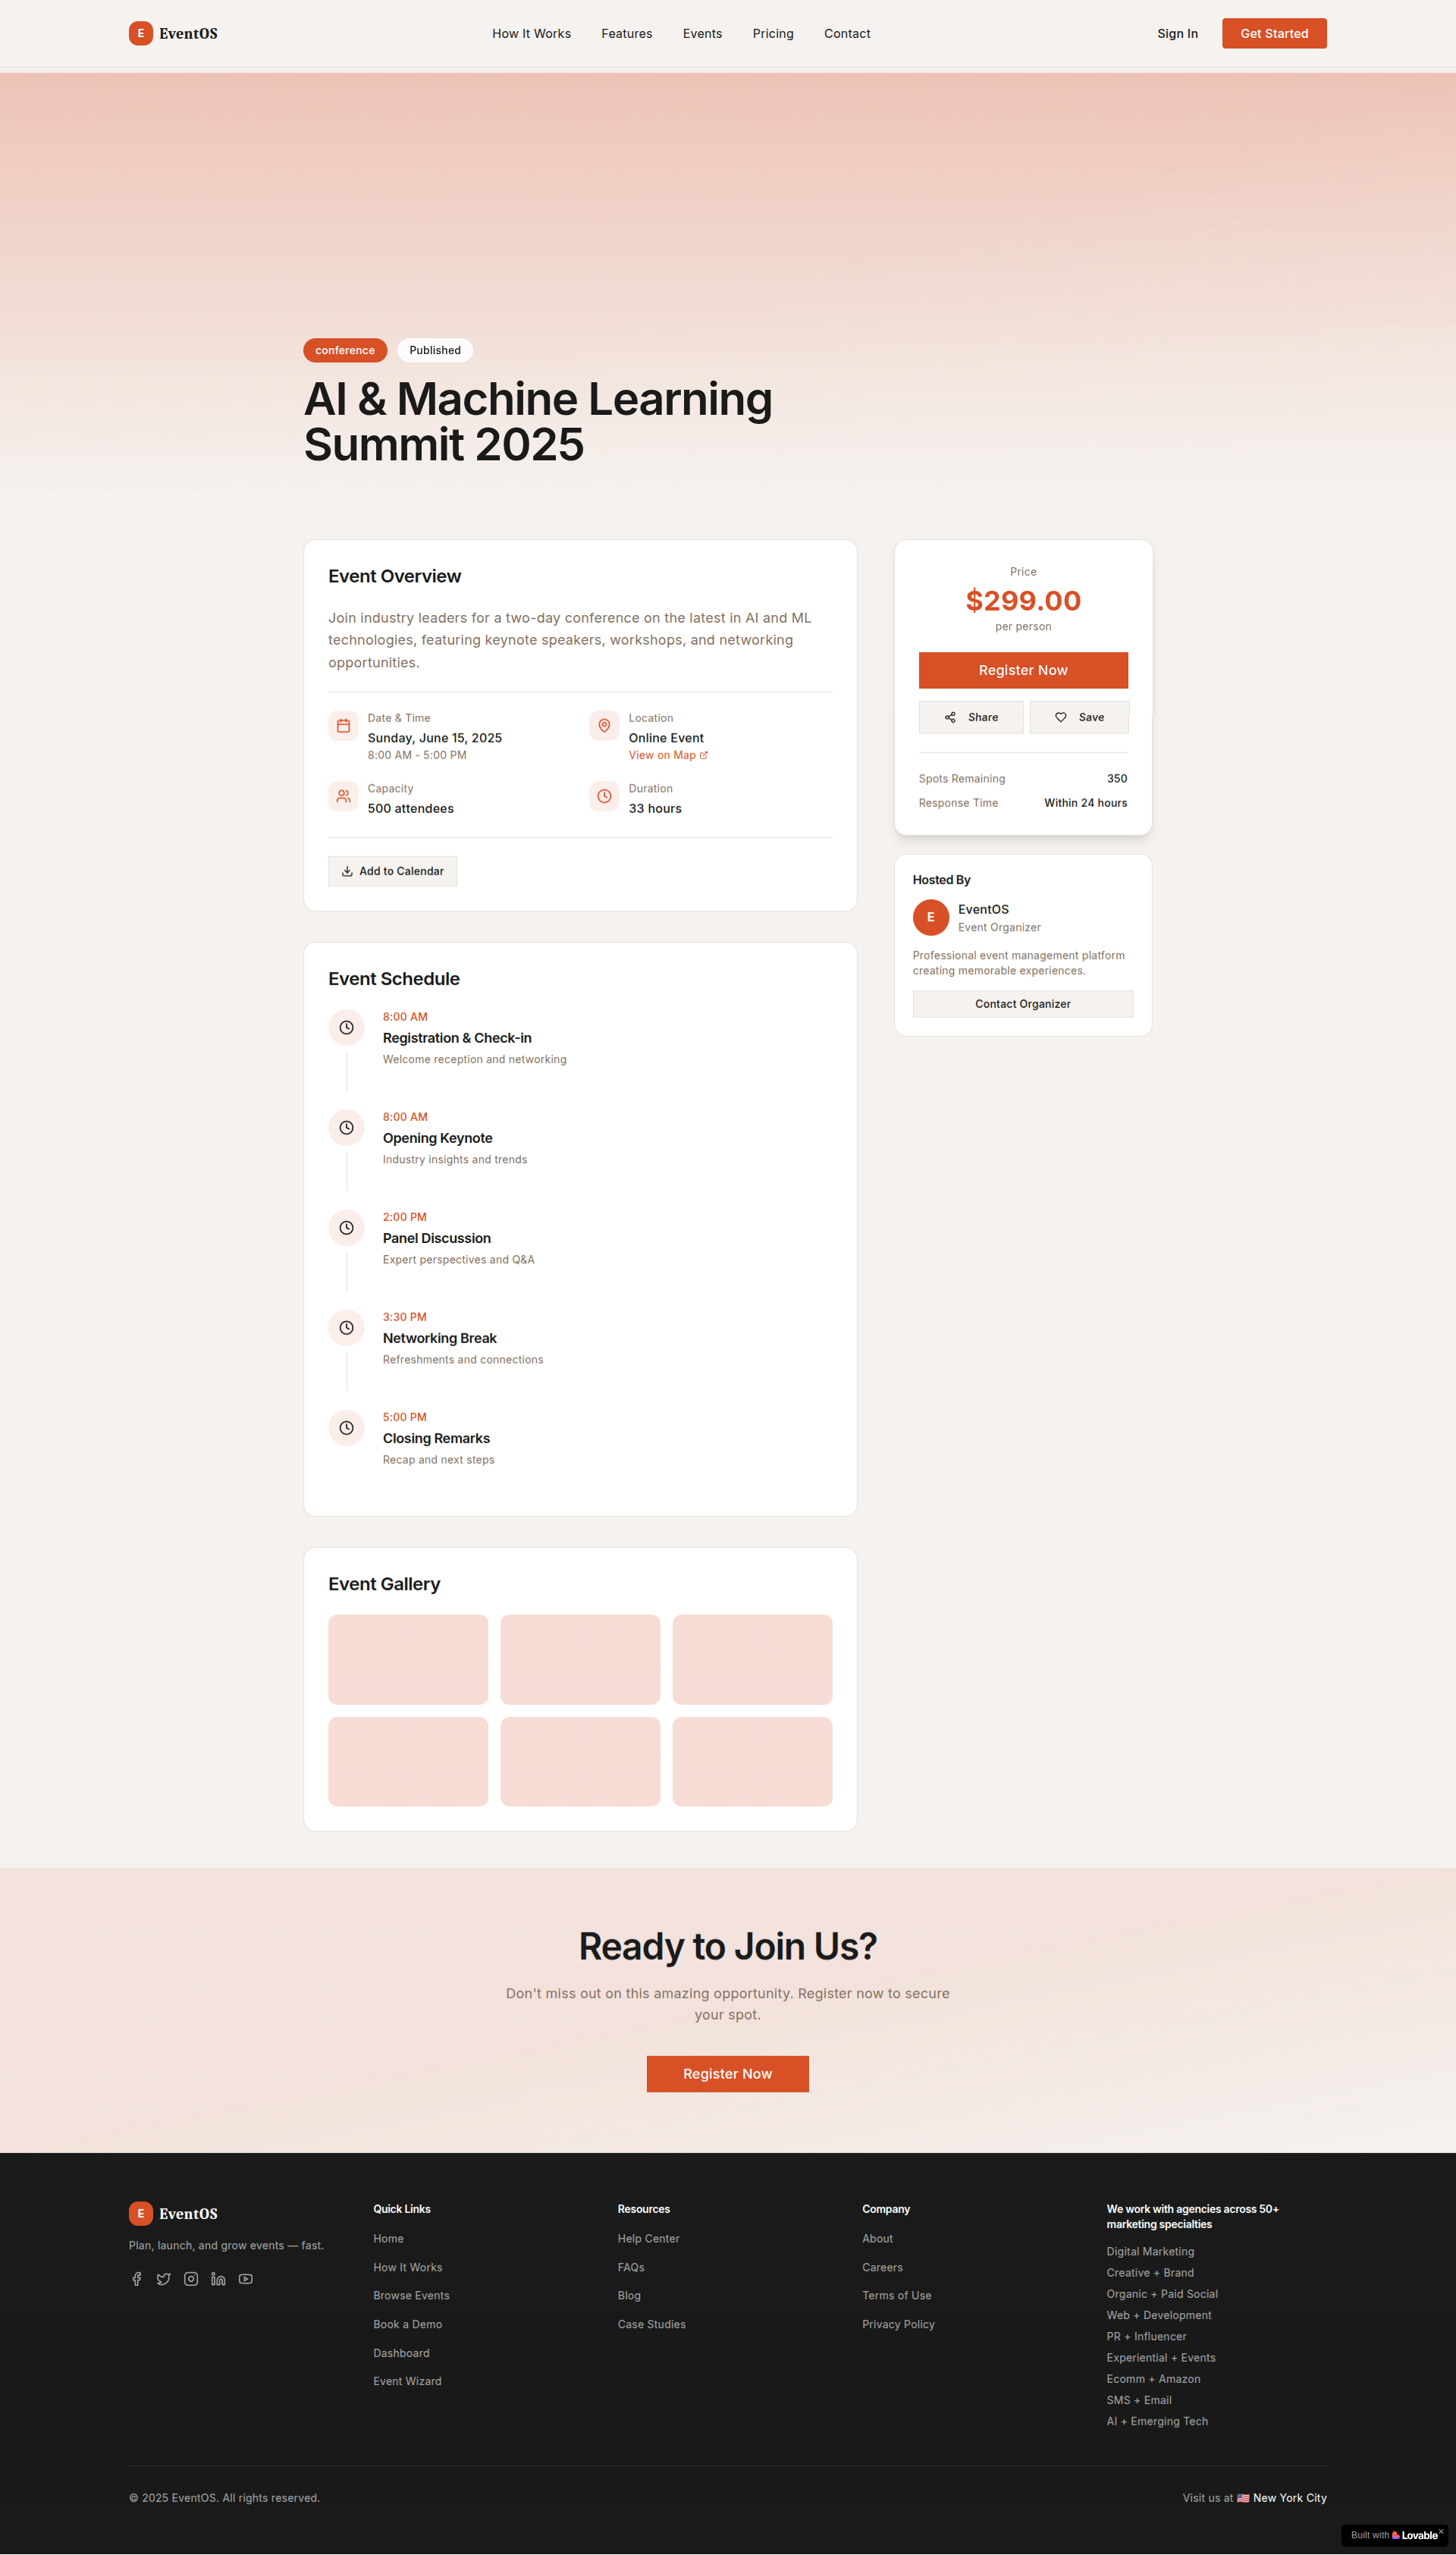 E EventOS
How It Works
Features
Events
Pricing
Contact
Sign In
Get Started
conference
Published
AI & Machine Learning
Summit 2025
Event Overview
Join industry leaders for a two-day conference on the latest in AI and ML
technologies, featuring keynote speakers, workshops, and networking
opportunities.
Date & Time
Sunday, June 15, 2025
8:00 AM - 5:00 PM
Location
Online Event
View on Map
Capacity
500 attendees
Duration
33 hours
Add to Calendar
Price
$299.00
per person
Register Now
Share
Save
Spots Remaining 350
Response Time Within 24 hours
Hosted By
E
EventOS
Event Organizer
Professional event management platform
creating memorable experiences.
Contact Organizer
Event Schedule
8:00 AM
Registration & Check-in
Welcome reception and networking
8:00 AM
Opening Keynote
Industry insights and trends
2:00 PM
Panel Discussion
Expert perspectives and Q&A
3:30 PM
Networking Break
Refreshments and connections
5:00 PM
Closing Remarks
Recap and next steps
Event Gallery
Ready to Join Us?
Don't miss out on this amazing opportunity. Register now to secure
your spot.
Register Now
E EventOS
Plan, launch, and grow events — fast.
Quick Links
Home
How It Works
Browse Events
Book a Demo
Dashboard
Event Wizard
Resources
Help Center
FAQs
Blog
Case Studies
Company
About
Careers
Terms of Use
Privacy Policy
We work with agencies across 50+
marketing specialties
Digital Marketing
Creative + Brand
Organic + Paid Social
Web + Development
PR + Influencer
Experiential + Events
Ecomm + Amazon
SMS + Email
AI + Emerging Tech
© 2025 EventOS. All rights reserved.
Visit us at 🇺🇸 New York City
Built with Lovable